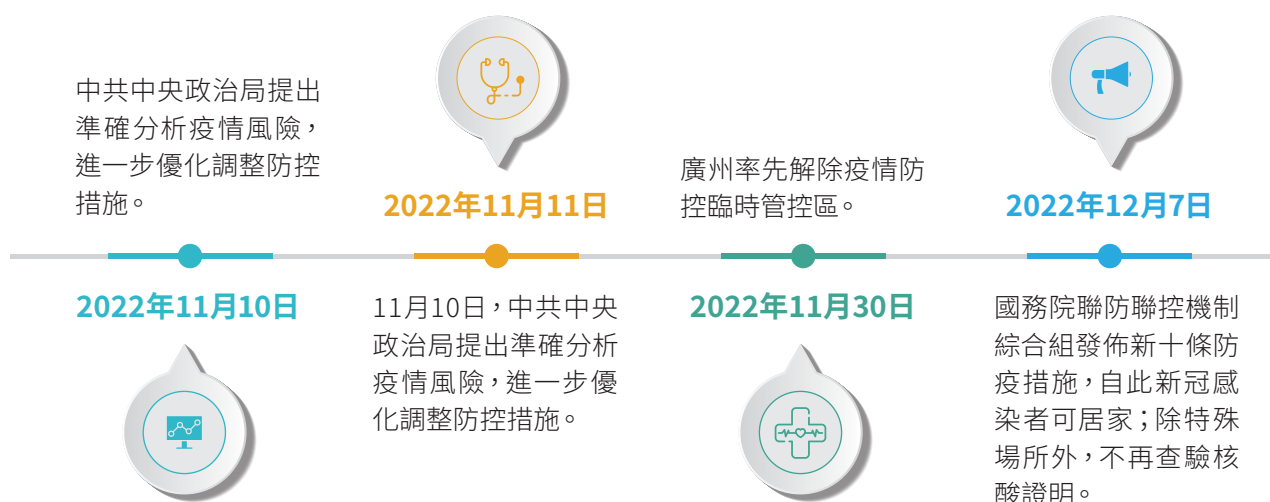 中共中央政治局提出
準確分析疫情風險，
進一步優化調整防控
措施。
2022年11月10日
2022年11月11日
11月10日，中共中央
政治局提出準確分析
疫情風險，進一步優
化調整防控措施。
廣州率先解除疫情防
控臨時管控區。
2022年11月30日
2022年12月7日
國務院聯防聯控機制
綜合組發佈新十條防
疫措施，自此新冠感
染者可居家；除特殊
場所外，不再查驗核
酸證明。